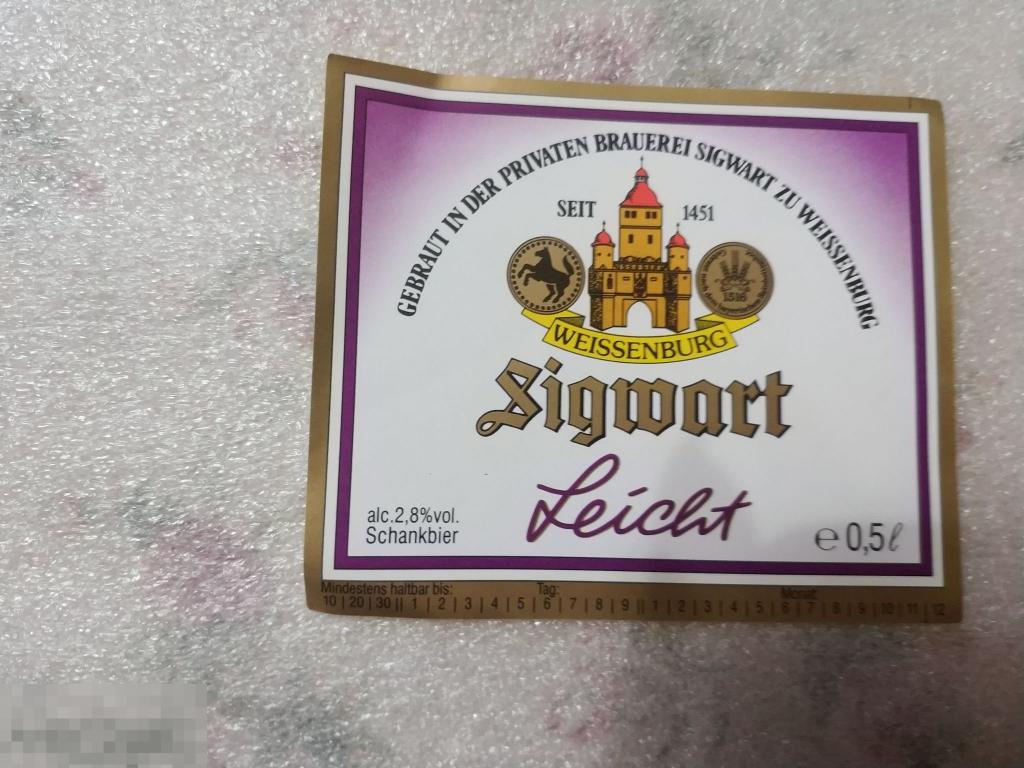 GEBRAUT IN DER PRIVATEN BRAUEREI SIGWART ZU WEISSENBURG
SEIT 1451
1516
WEISSENBURG
Sigwart
Leicht
alc.2,8%vol.
Schankbier
e 0,5 l
Mindestens haltbar bis: Tag: Monat:
10 | 20 | 30 || 1 | 2 | 3 | 4 | 5 | 6 | 7 | 8 | 9 || 1 | 2 | 3 | 4 | 5 | 6 | 7 | 8 | 9 | 10 | 11 | 12